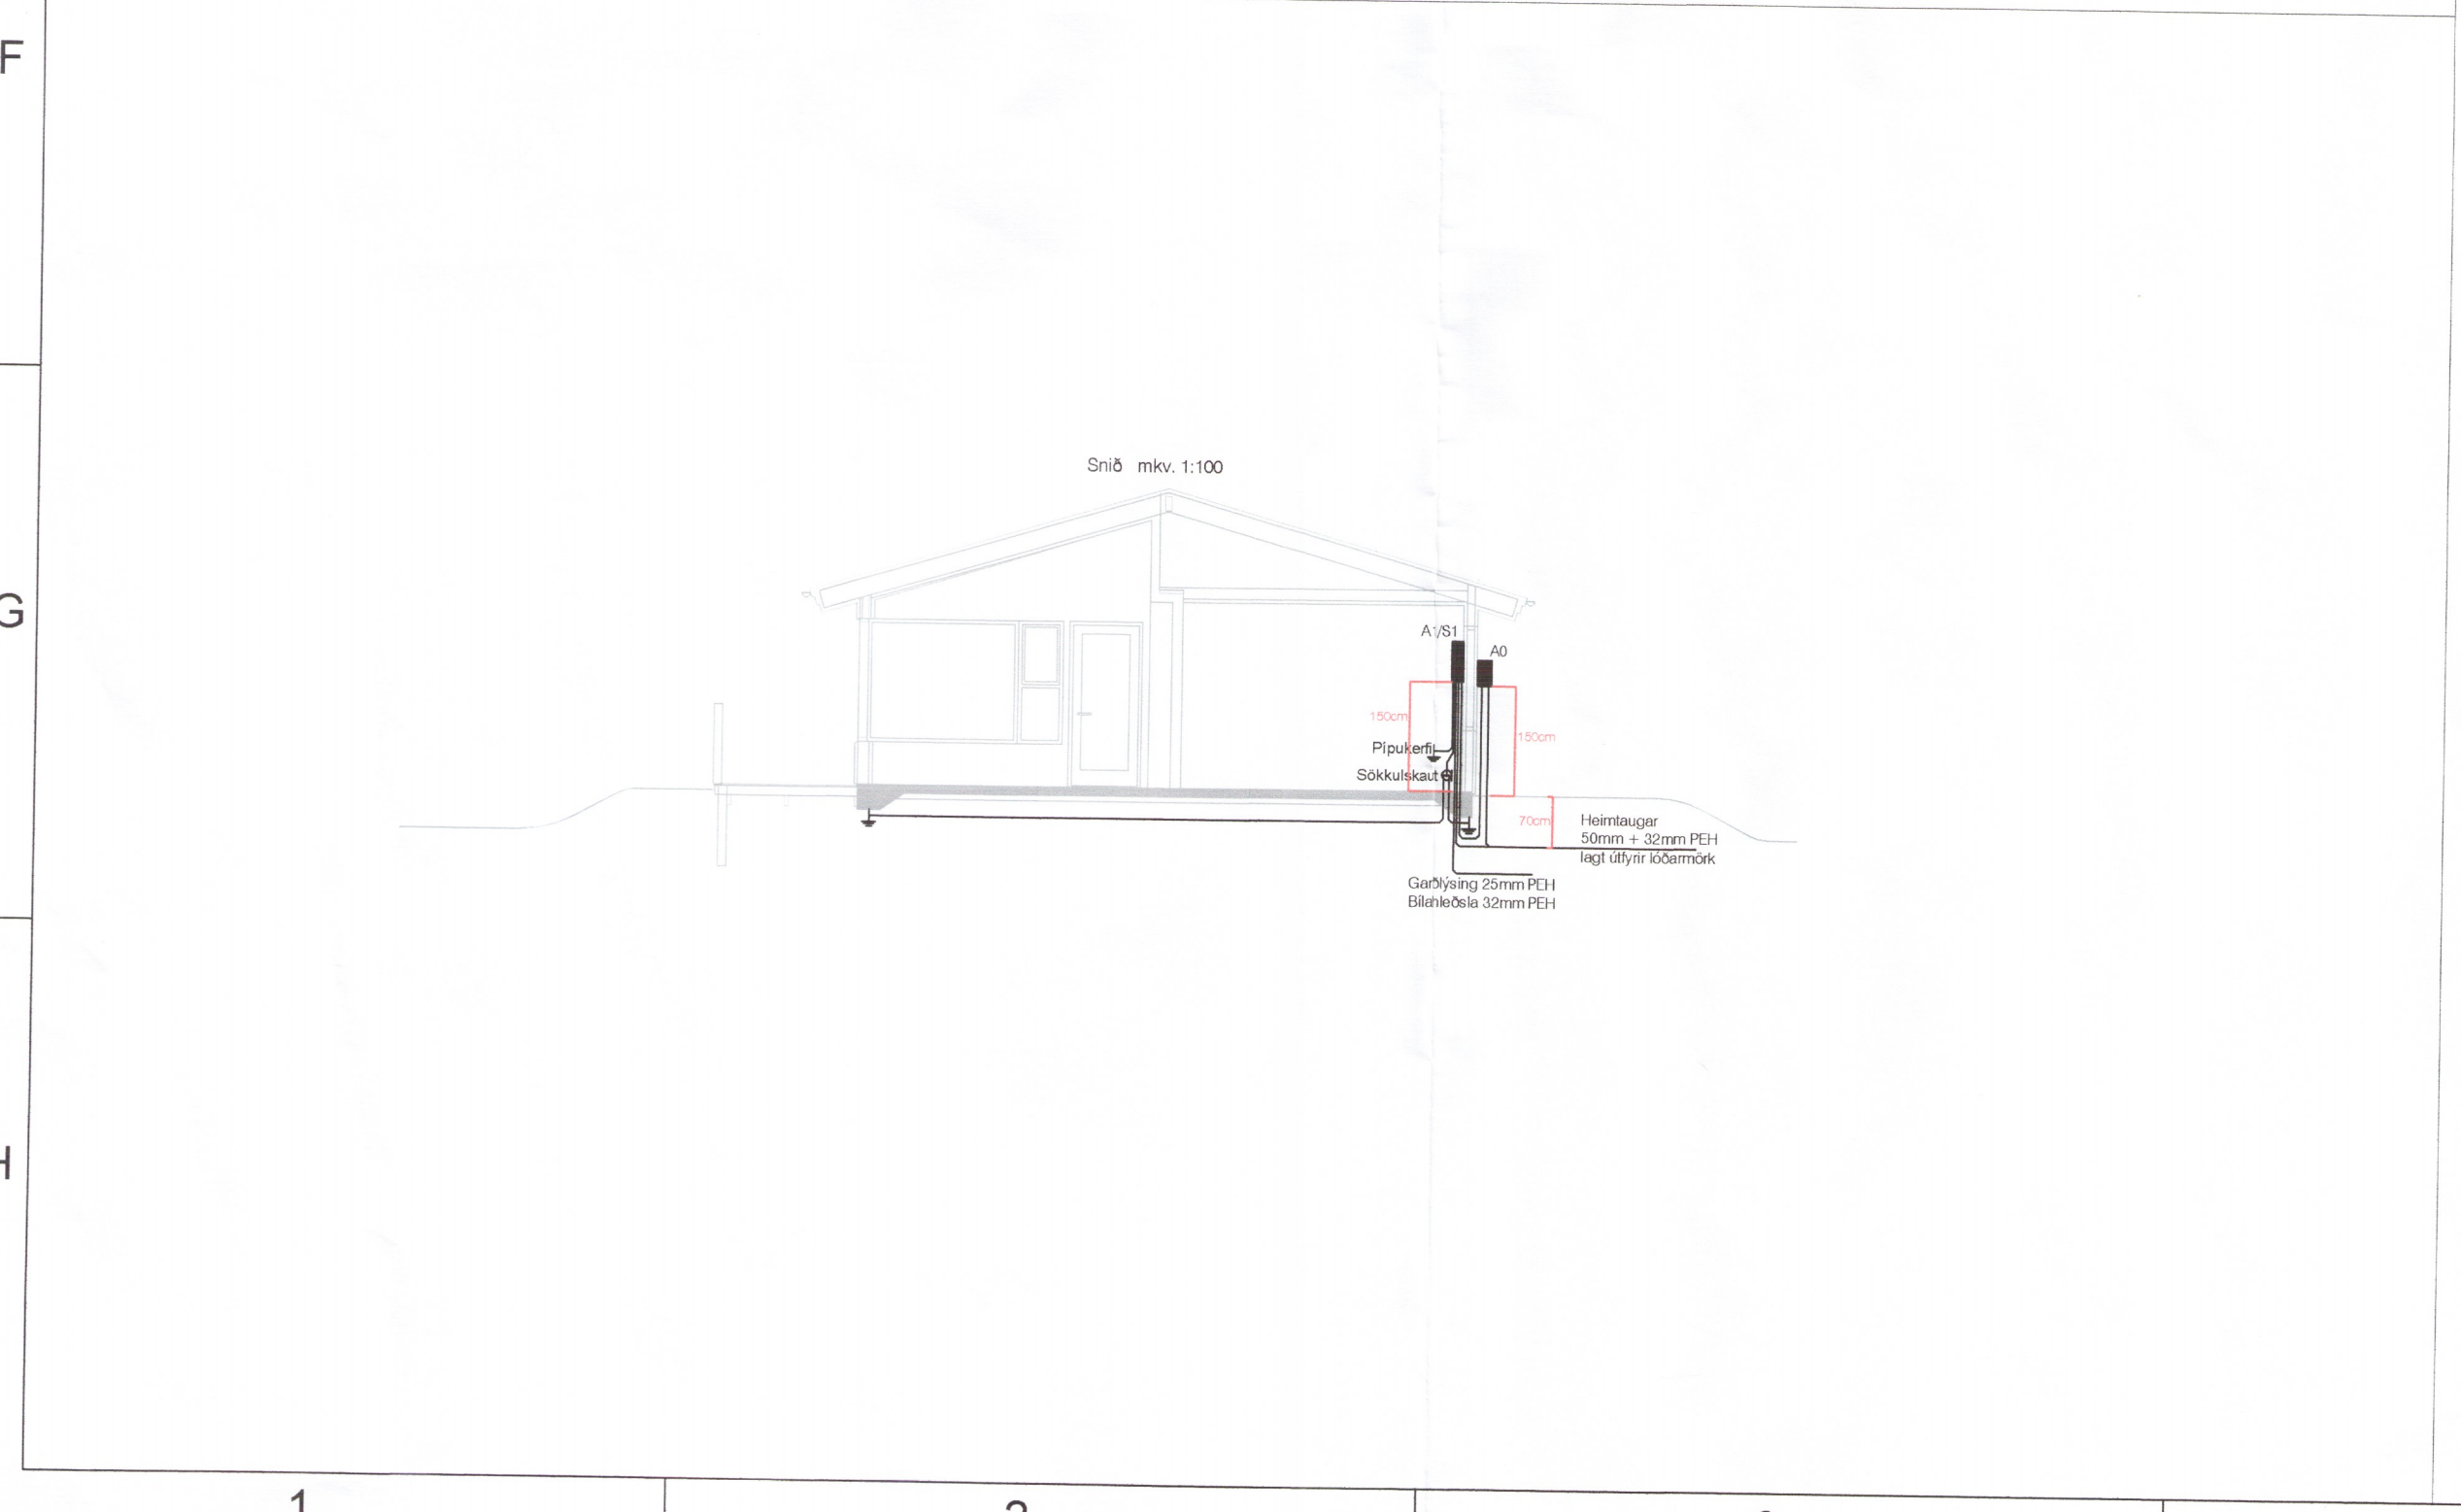 F
Snið mkv. 1:100
G
A1/S1
A0
150cm
150cm
Pípukerfi
Sökkulskaut
70cm
Heimtaugar
50mm + 32mm PEH
lagt útfyrir lóðarmörk
Garðlýsing 25mm PEH
Bílahleðsla 32mm PEH
H
1
2